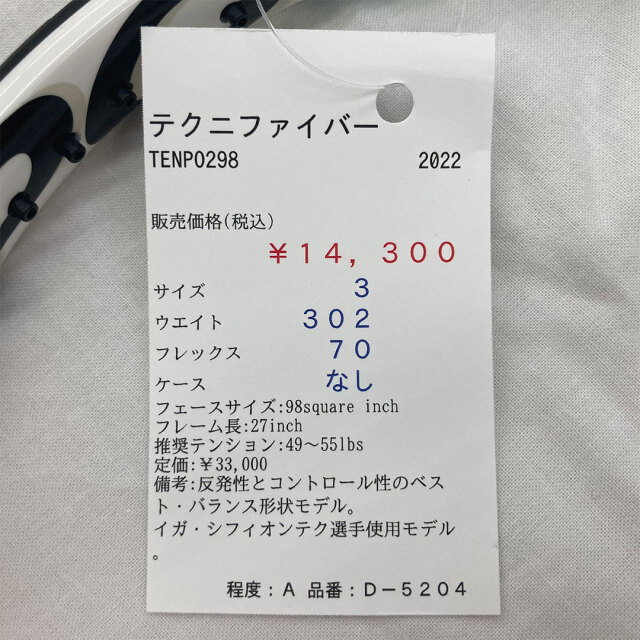 テクニファイバー
TENPO298 2022
販売価格(税込)
￥１４，３００
サイズ ３
ウエイト ３０２
フレックス ７０
ケース なし
フェースサイズ:98square inch
フレーム長:27inch
推奨テンション:49〜55lbs
定価:￥33,000
備考:反発性とコントロール性のベス
ト・バランス形状モデル。
イガ・シフィオンテク選手使用モデル
。
程度：Ａ 品番：Ｄ－５２０４